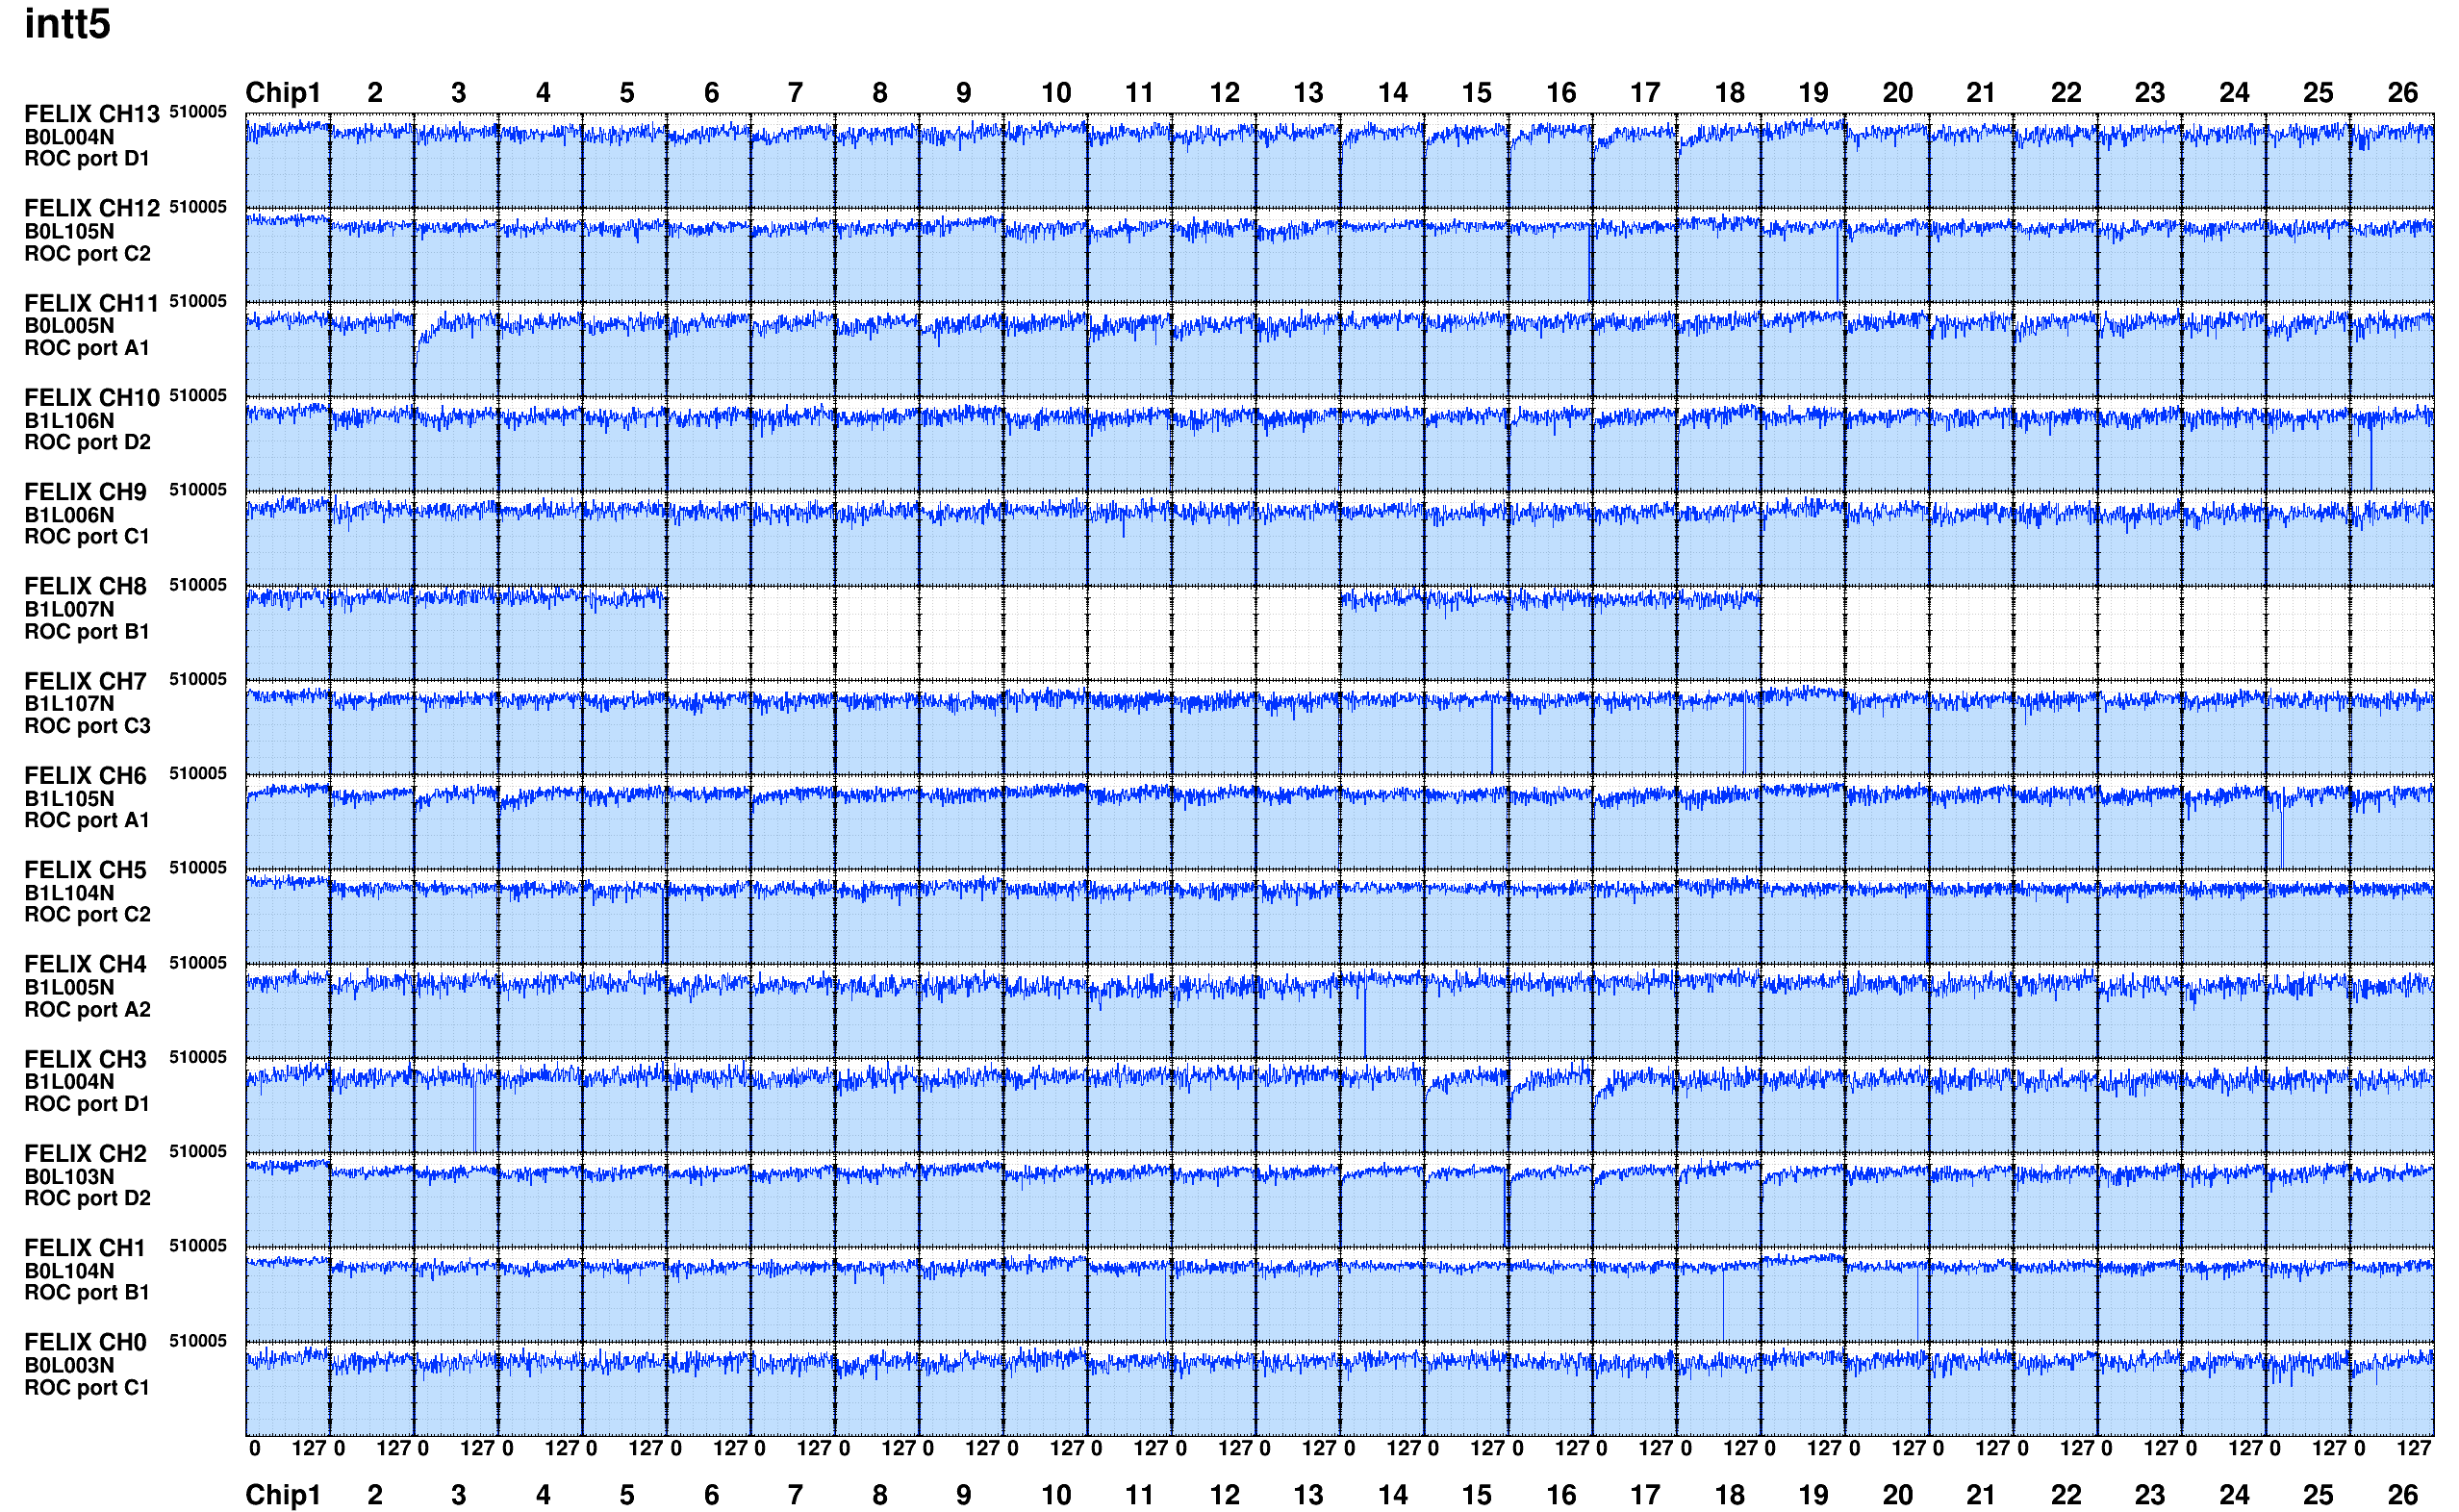 intt5
Chip1 2 3 4 5 6 7 8 9 10 11 12 13 14 15 16 17 18 19 20 21 22 23 24 25 26
FELIX CH13 510005
B0L004N
ROC port D1
FELIX CH12 510005
B0L105N
ROC port C2
FELIX CH11 510005
B0L005N
ROC port A1
FELIX CH10 510005
B1L106N
ROC port D2
FELIX CH9 510005
B1L006N
ROC port C1
FELIX CH8 510005
B1L007N
ROC port B1
FELIX CH7 510005
B1L107N
ROC port C3
FELIX CH6 510005
B1L105N
ROC port A1
FELIX CH5 510005
B1L104N
ROC port C2
FELIX CH4 510005
B1L005N
ROC port A2
FELIX CH3 510005
B1L004N
ROC port D1
FELIX CH2 510005
B0L103N
ROC port D2
FELIX CH1 510005
B0L104N
ROC port B1
FELIX CH0 510005
B0L003N
ROC port C1
0 127 0 127 0 127 0 127 0 127 0 127 0 127 0 127 0 127 0 127 0 127 0 127 0 127 0 127 0 127 0 127 0 127 0 127 0 127 0 127 0 127 0 127 0 127 0 127 0 127 0 127
Chip1 2 3 4 5 6 7 8 9 10 11 12 13 14 15 16 17 18 19 20 21 22 23 24 25 26